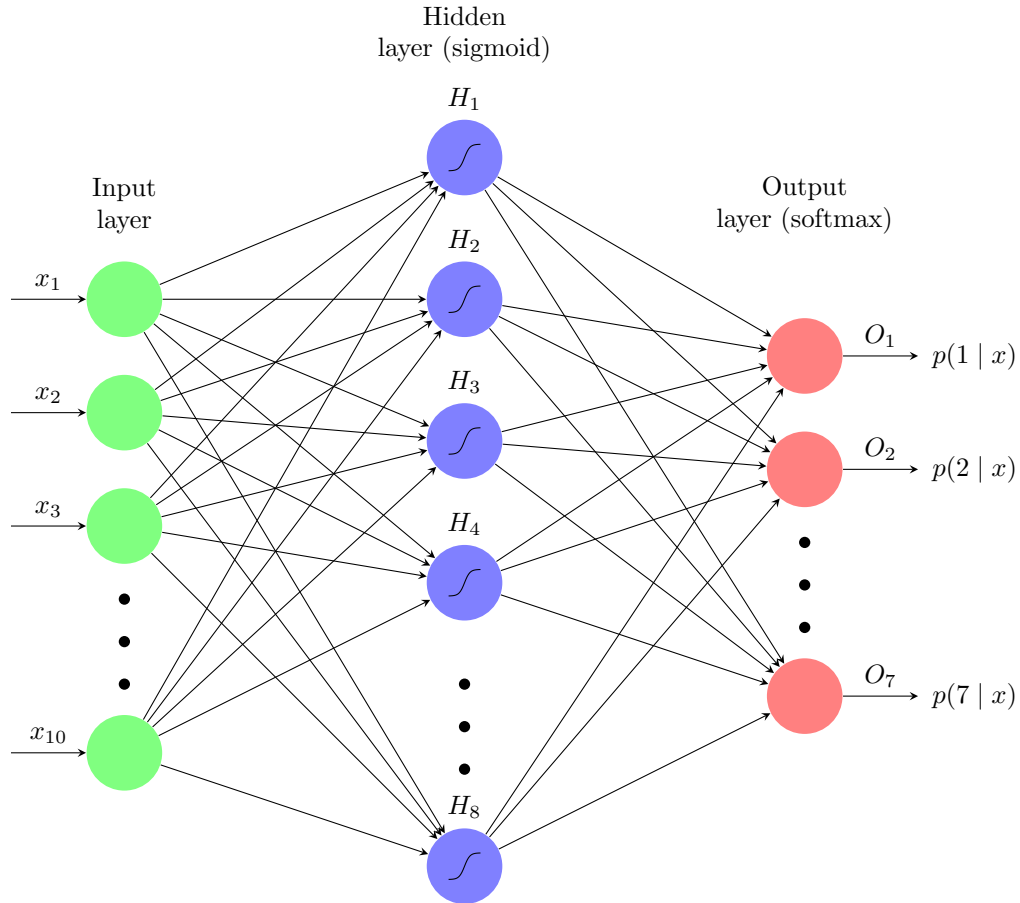 Hidden
layer (sigmoid)
H₁
Input
layer
Output
layer (softmax)
H₂
x₁
O₁
p(1 | x)
H₃
x₂
O₂
p(2 | x)
x₃
H₄
O₇
p(7 | x)
x₁₀
H₈